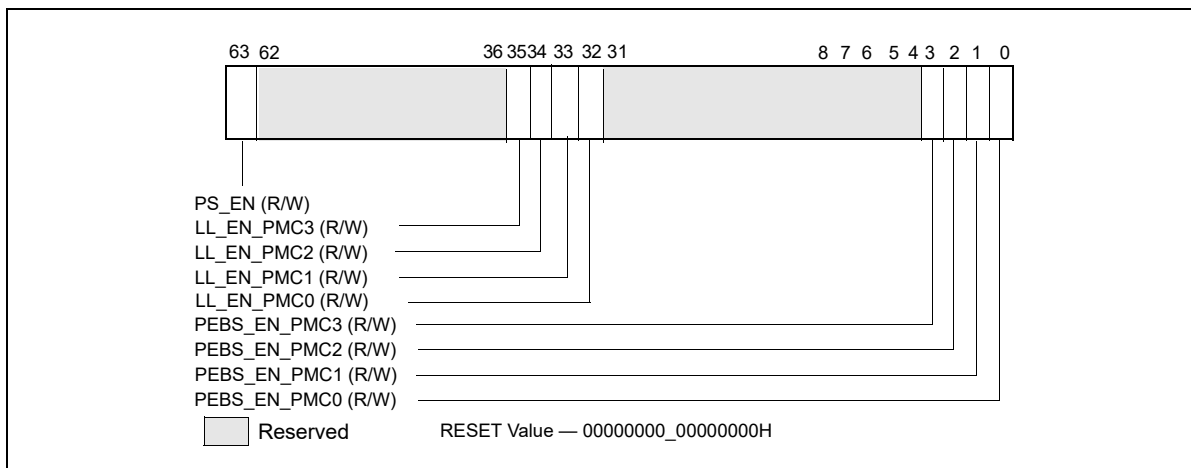 63 62 36 35 34 33 32 31 8 7 6 5 4 3 2 1 0
PS_EN (R/W)
LL_EN_PMC3 (R/W)
LL_EN_PMC2 (R/W)
LL_EN_PMC1 (R/W)
LL_EN_PMC0 (R/W)
PEBS_EN_PMC3 (R/W)
PEBS_EN_PMC2 (R/W)
PEBS_EN_PMC1 (R/W)
PEBS_EN_PMC0 (R/W)
Reserved RESET Value — 00000000_00000000H